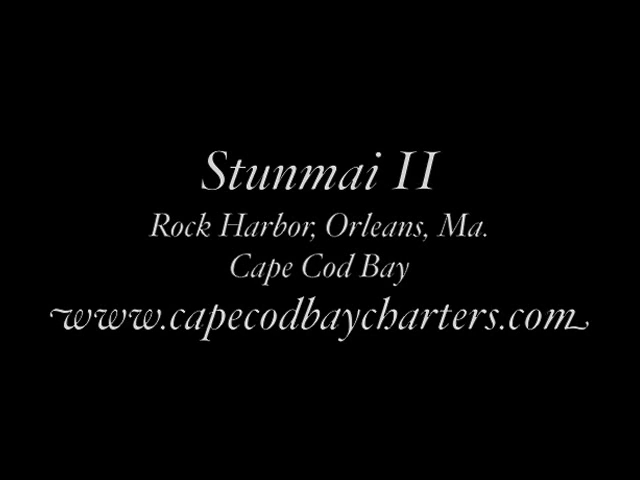 Stunmai II
Rock Harbor, Orleans, Ma.
Cape Cod Bay
www.capecodbaycharters.com